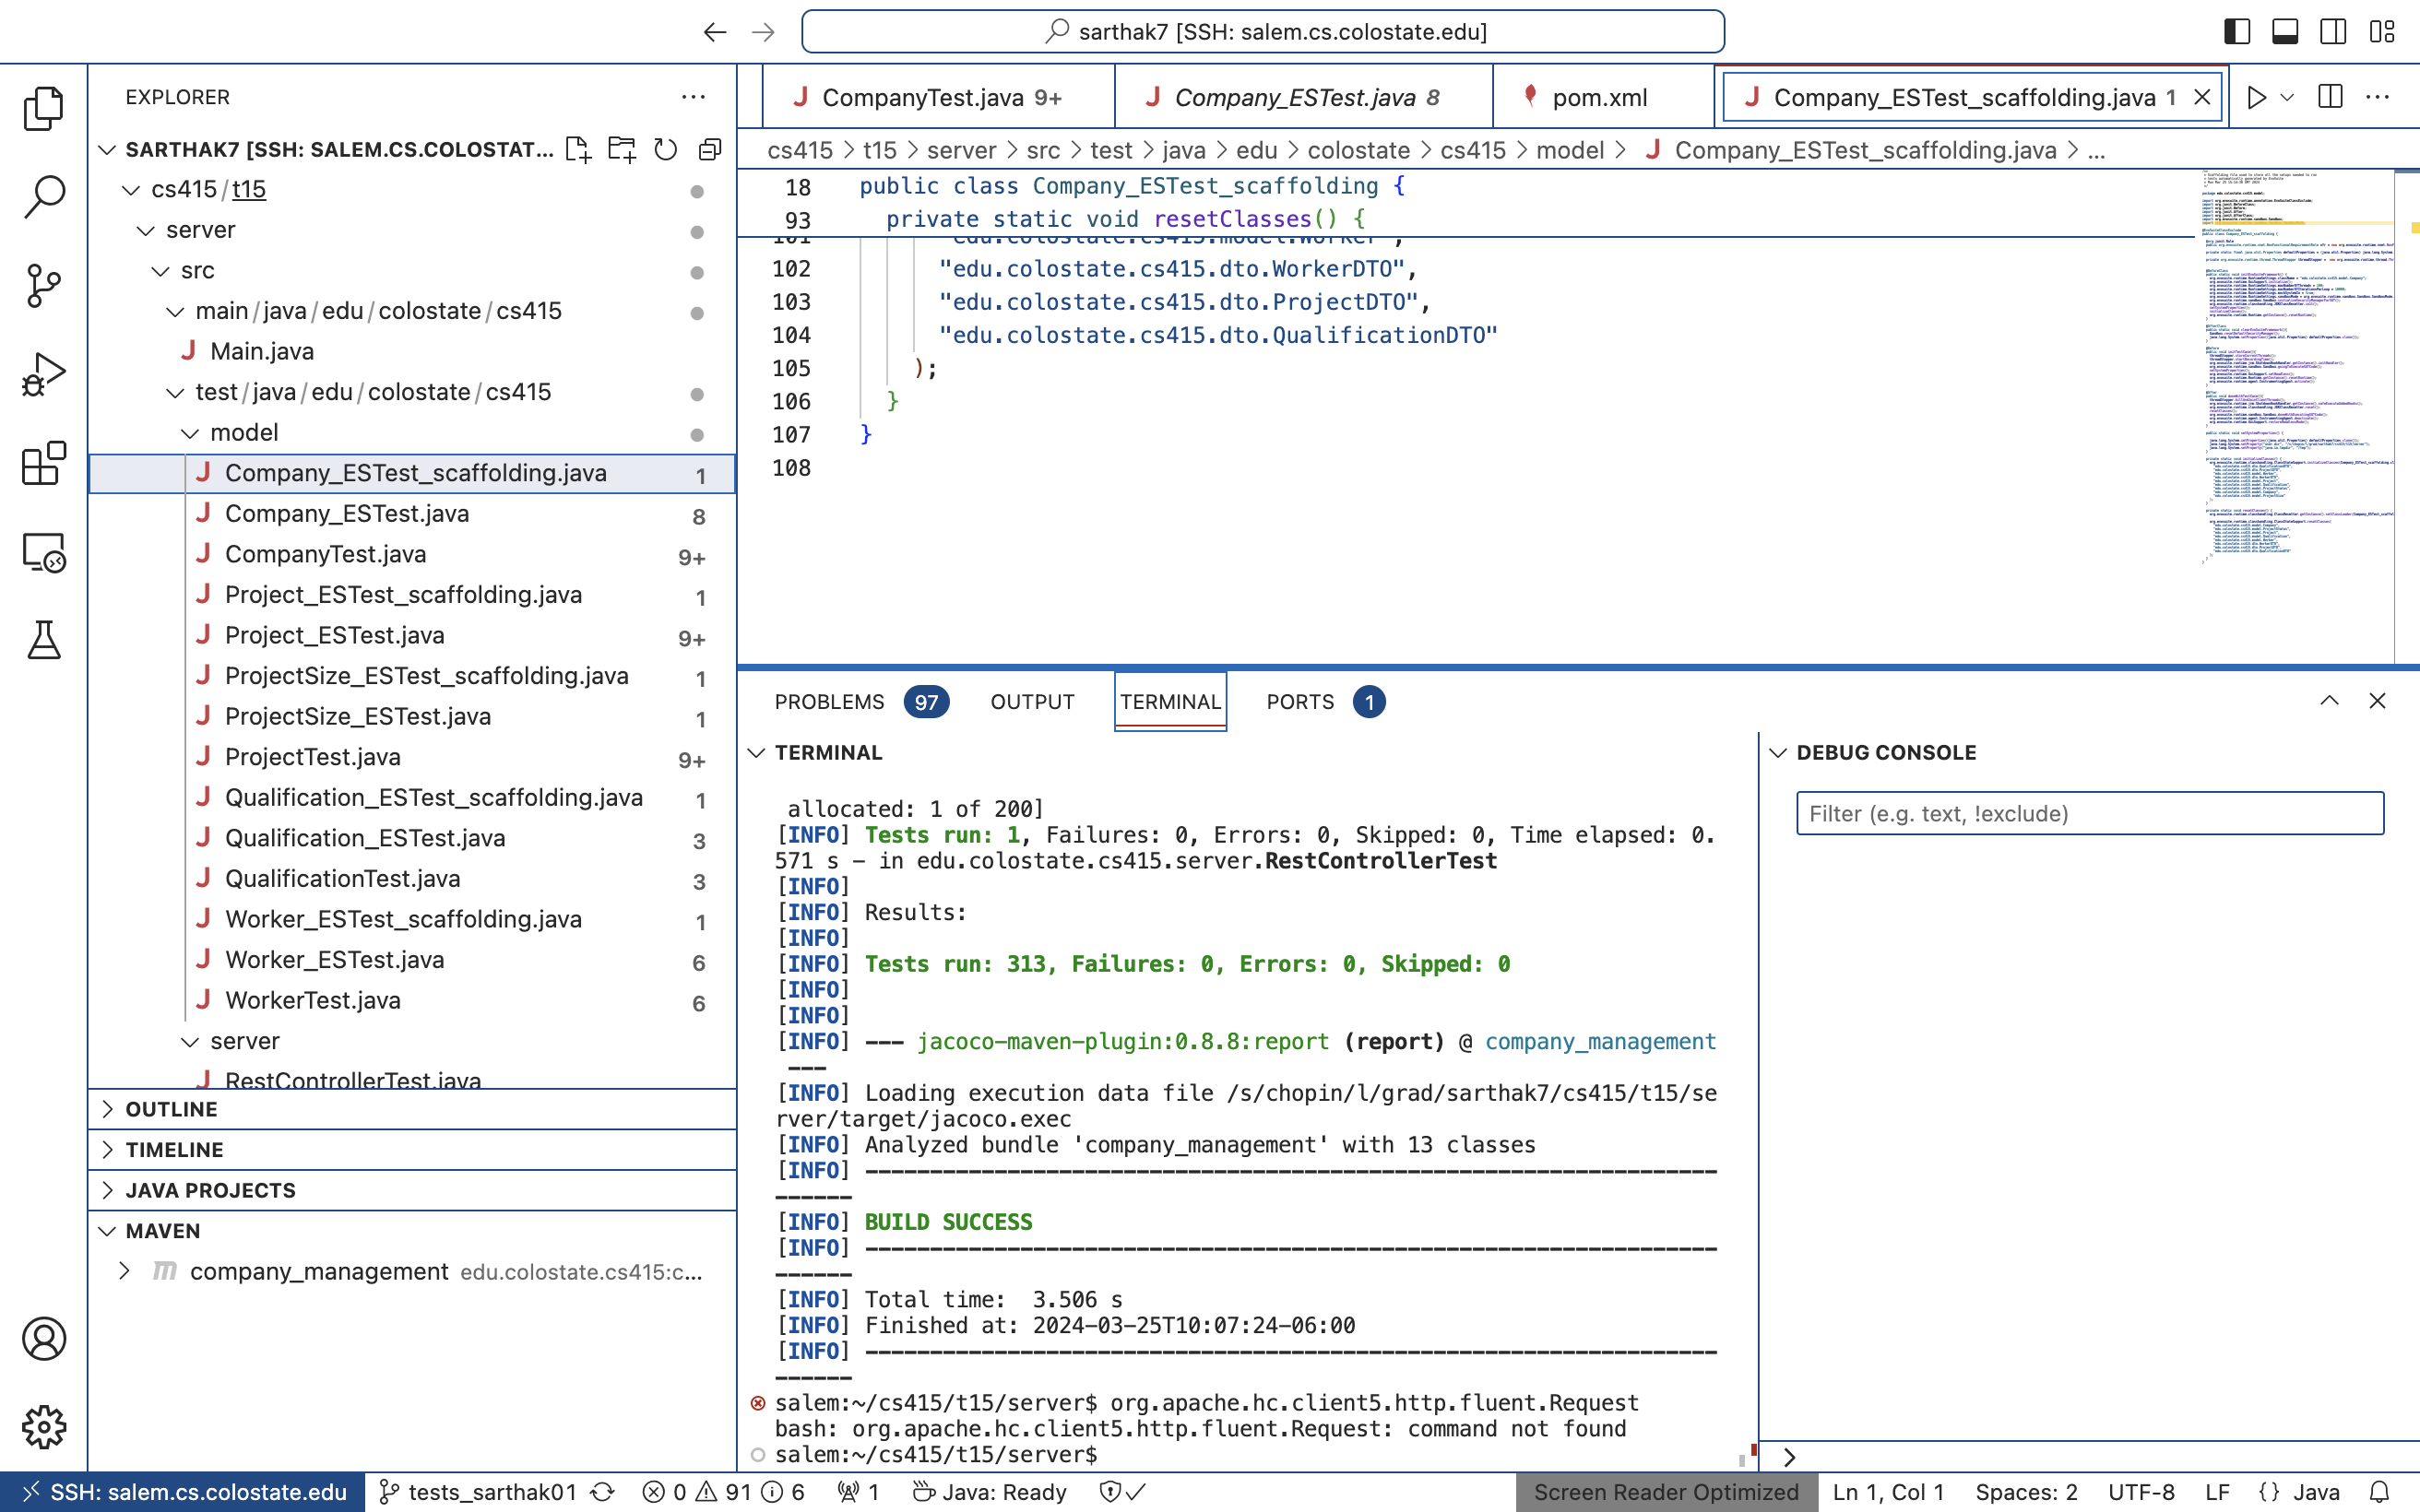 sarthak7 [SSH: salem.cs.colostate.edu]
EXPLORER
SARTHAK7 [SSH: SALEM.CS.COLOSTAT...
cs415/t15
server
src
main/java/edu/colostate/cs415
Main.java
test/java/edu/colostate/cs415
model
Company_ESTest_scaffolding.java 1
Company_ESTest.java 8
CompanyTest.java 9+
Project_ESTest_scaffolding.java 1
Project_ESTest.java 9+
ProjectSize_ESTest_scaffolding.java 1
ProjectSize_ESTest.java 1
ProjectTest.java 9+
Qualification_ESTest_scaffolding.java 1
Qualification_ESTest.java 3
QualificationTest.java 3
Worker_ESTest_scaffolding.java 1
Worker_ESTest.java 6
WorkerTest.java 6
server
RestControllerTest.java
OUTLINE
TIMELINE
JAVA PROJECTS
MAVEN
company_management edu.colostate.cs415:c...
CompanyTest.java 9+
Company_ESTest.java 8
pom.xml
Company_ESTest_scaffolding.java 1
cs415 > t15 > server > src > test > java > edu > colostate > cs415 > model > Company_ESTest_scaffolding.java > ...
18 public class Company_ESTest_scaffolding {
93 private static void resetClasses() {
101 "edu.colostate.cs415.model.Worker",
102 "edu.colostate.cs415.dto.WorkerDTO",
103 "edu.colostate.cs415.dto.ProjectDTO",
104 "edu.colostate.cs415.dto.QualificationDTO"
105 );
106 }
107 }
108
PROBLEMS 97 OUTPUT TERMINAL PORTS 1
TERMINAL
allocated: 1 of 200]
[INFO] Tests run: 1, Failures: 0, Errors: 0, Skipped: 0, Time elapsed: 0.
571 s - in edu.colostate.cs415.server.RestControllerTest
[INFO]
[INFO] Results:
[INFO]
[INFO] Tests run: 313, Failures: 0, Errors: 0, Skipped: 0
[INFO]
[INFO]
[INFO] --- jacoco-maven-plugin:0.8.8:report (report) @ company_management
---
[INFO] Loading execution data file /s/chopin/l/grad/sarthak7/cs415/t15/se
rver/target/jacoco.exec
[INFO] Analyzed bundle 'company_management' with 13 classes
[INFO] ------------------------------------------------------------------
------
[INFO] BUILD SUCCESS
[INFO] ------------------------------------------------------------------
------
[INFO] Total time:  3.506 s
[INFO] Finished at: 2024-03-25T10:07:24-06:00
[INFO] ------------------------------------------------------------------
------
salem:~/cs415/t15/server$ org.apache.hc.client5.http.fluent.Request
bash: org.apache.hc.client5.http.fluent.Request: command not found
salem:~/cs415/t15/server$
DEBUG CONSOLE
Filter (e.g. text, !exclude)
SSH: salem.cs.colostate.edu tests_sarthak01 0 91 6 1 Java: Ready Screen Reader Optimized Ln 1, Col 1 Spaces: 2 UTF-8 LF {} Java